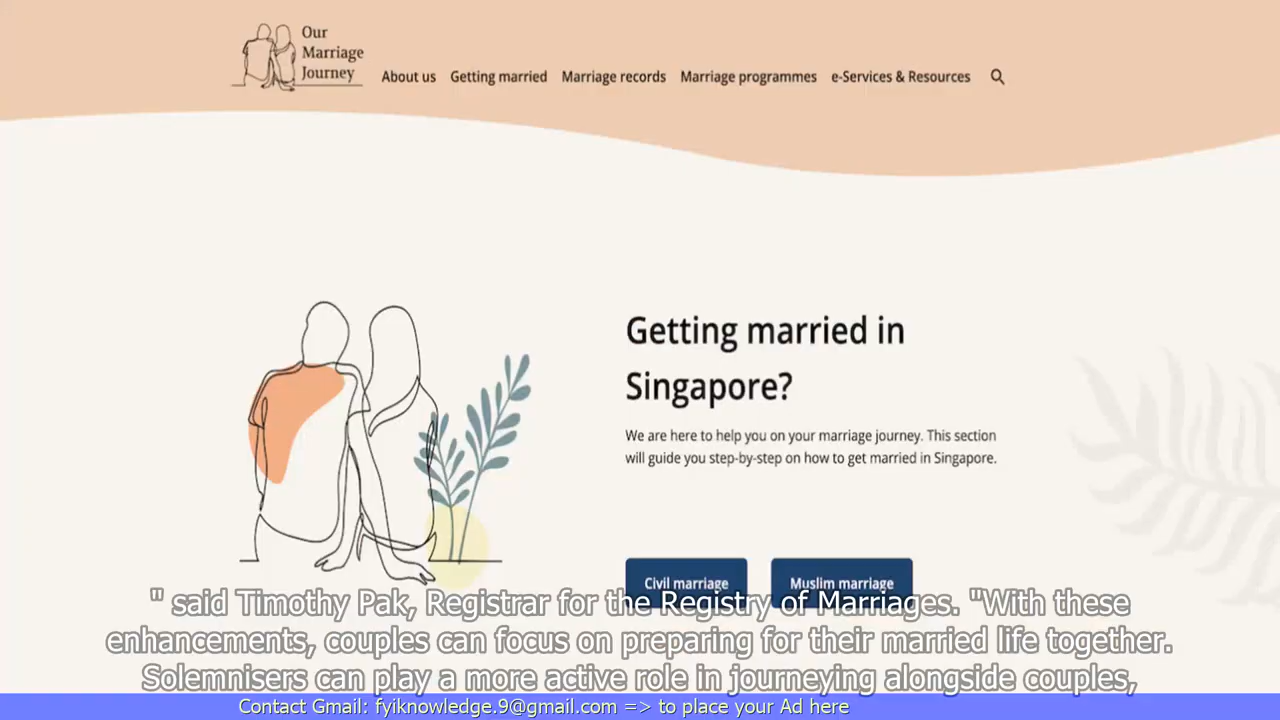 Our
Marriage
Journey
About us Getting married Marriage records Marriage programmes e-Services & Resources
Getting married in
Singapore?
We are here to help you on your marriage journey. This section
will guide you step-by-step on how to get married in Singapore.
Civil marriage Muslim marriage
" said Timothy Pak, Registrar for the Registry of Marriages. "With these
enhancements, couples can focus on preparing for their married life together.
Solemnisers can play a more active role in journeying alongside couples,
Contact Gmail: fyiknowledge.9@gmail.com => to place your Ad here